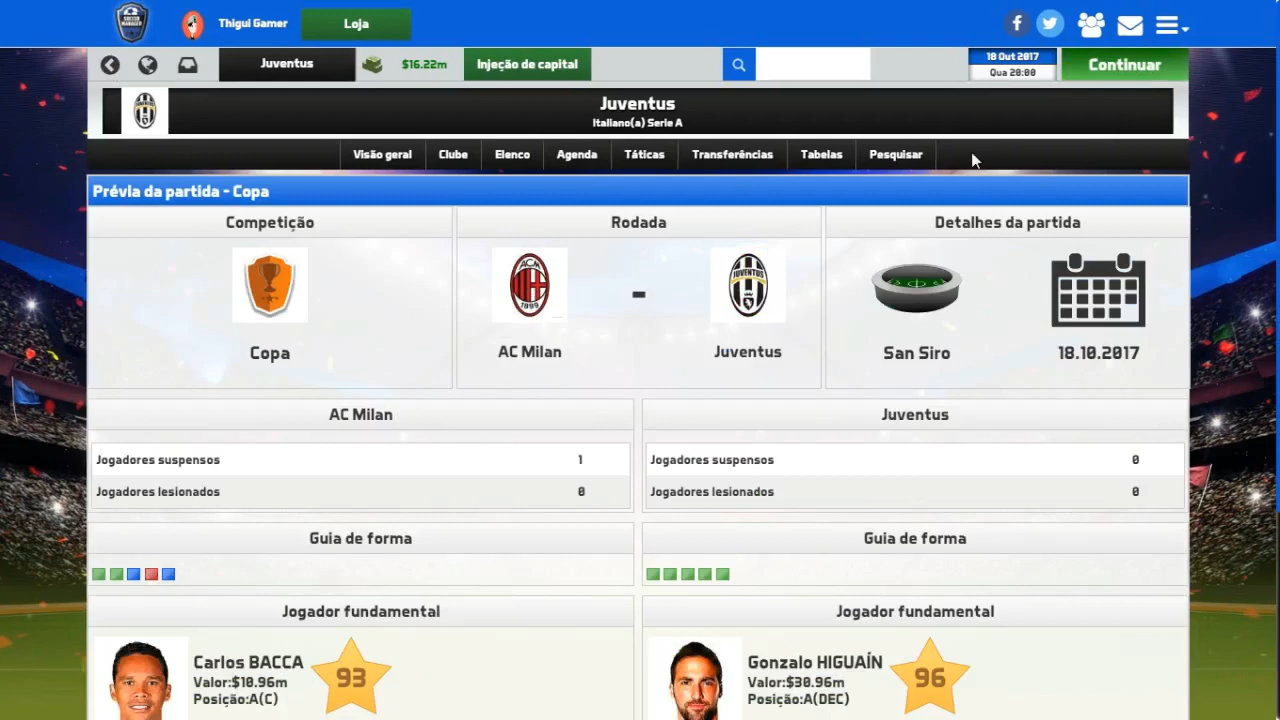 Thigui Gamer
Loja
Juventus
$16.22m
Injeção de capital
18 Out 2017
Qua 20:00
Continuar
Juventus
Italiano(a) Serie A
Visão geral
Clube
Elenco
Agenda
Táticas
Transferências
Tabelas
Pesquisar
Prévia da partida - Copa
Competição
Rodada
Detalhes da partida
ACM
1899
JUVENTUS
-
Copa
AC Milan
Juventus
San Siro
18.10.2017
AC Milan
Juventus
Jogadores suspensos 1
Jogadores suspensos 0
Jogadores lesionados 0
Jogadores lesionados 0
Guia de forma
Guia de forma
Jogador fundamental
Jogador fundamental
Carlos BACCA
Valor:$10.96m
Posição:A(C)
93
Gonzalo HIGUAÍN
Valor:$30.96m
Posição:A(DEC)
96